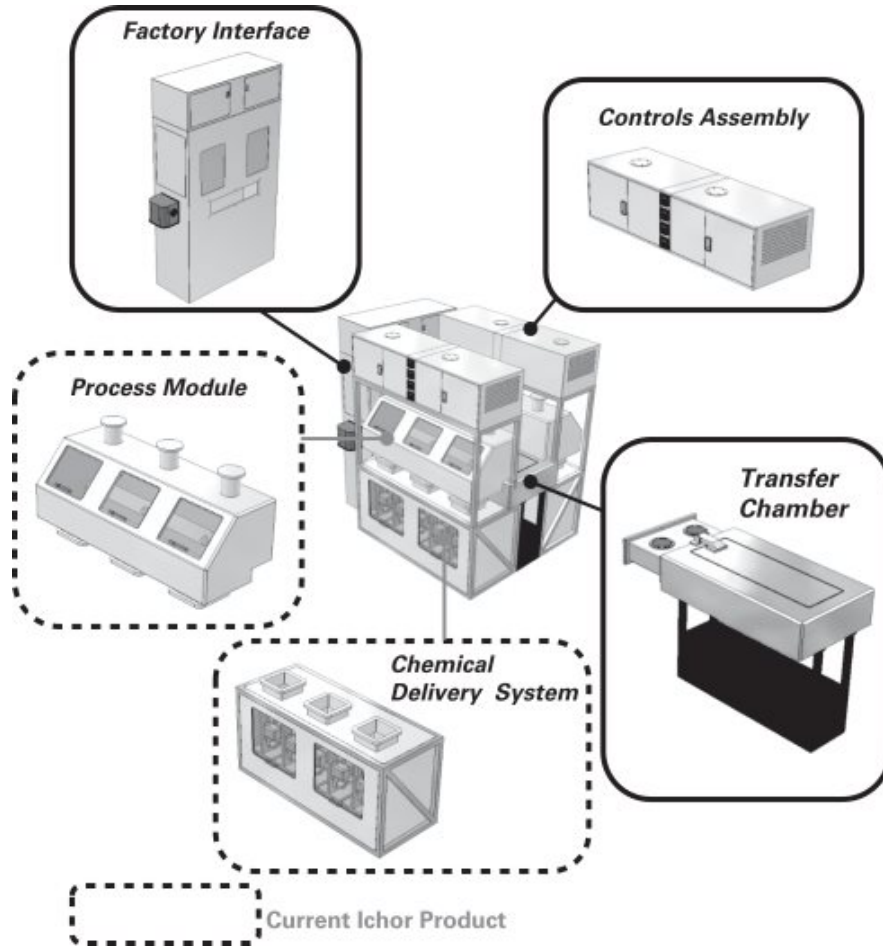 Factory Interface
Controls Assembly
Process Module
Transfer
Chamber
Chemical
Delivery System
Current Ichor Product